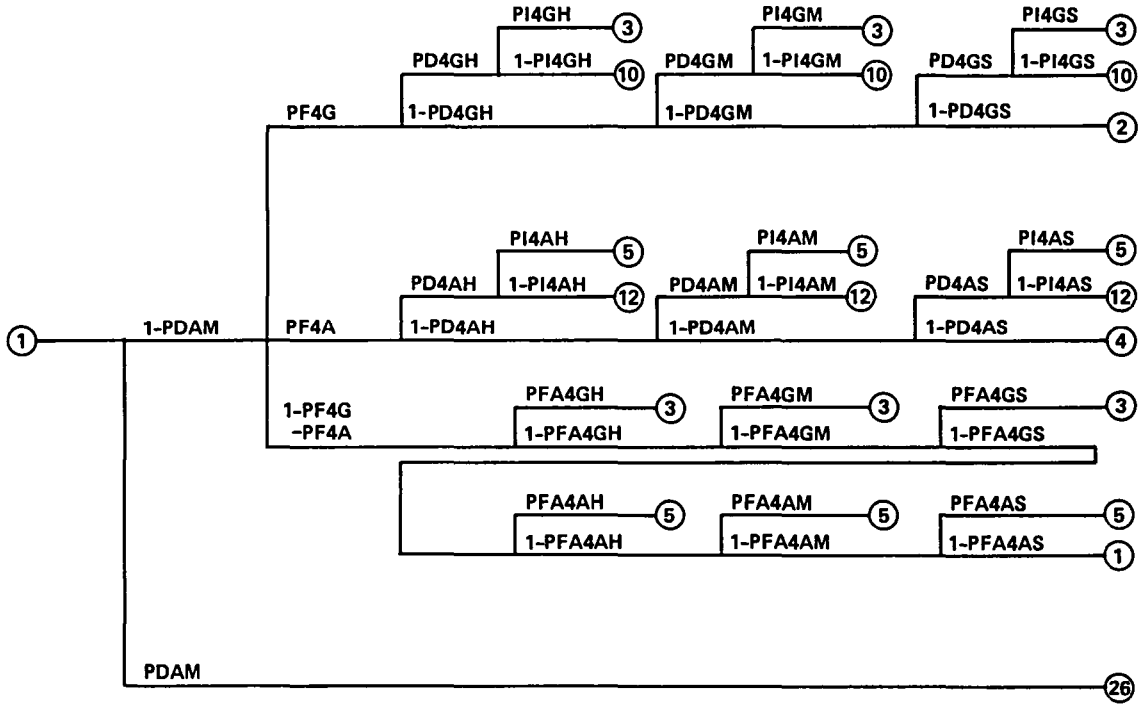 PI4GH
3
PI4GM
3
PI4GS
3
PD4GH
1-PI4GH
10
PD4GM
1-PI4GM
10
PD4GS
1-PI4GS
10
PF4G
1-PD4GH
1-PD4GM
1-PD4GS
2
PI4AH
5
PI4AM
5
PI4AS
5
PD4AH
1-PI4AH
12
PD4AM
1-PI4AM
12
PD4AS
1-PI4AS
12
1
1-PDAM
PF4A
1-PD4AH
1-PD4AM
1-PD4AS
4
1-PF4G
-PF4A
PFA4GH
3
PFA4GM
3
PFA4GS
3
1-PFA4GH
1-PFA4GM
1-PFA4GS
PFA4AH
5
PFA4AM
5
PFA4AS
5
1-PFA4AH
1-PFA4AM
1-PFA4AS
1
PDAM
26